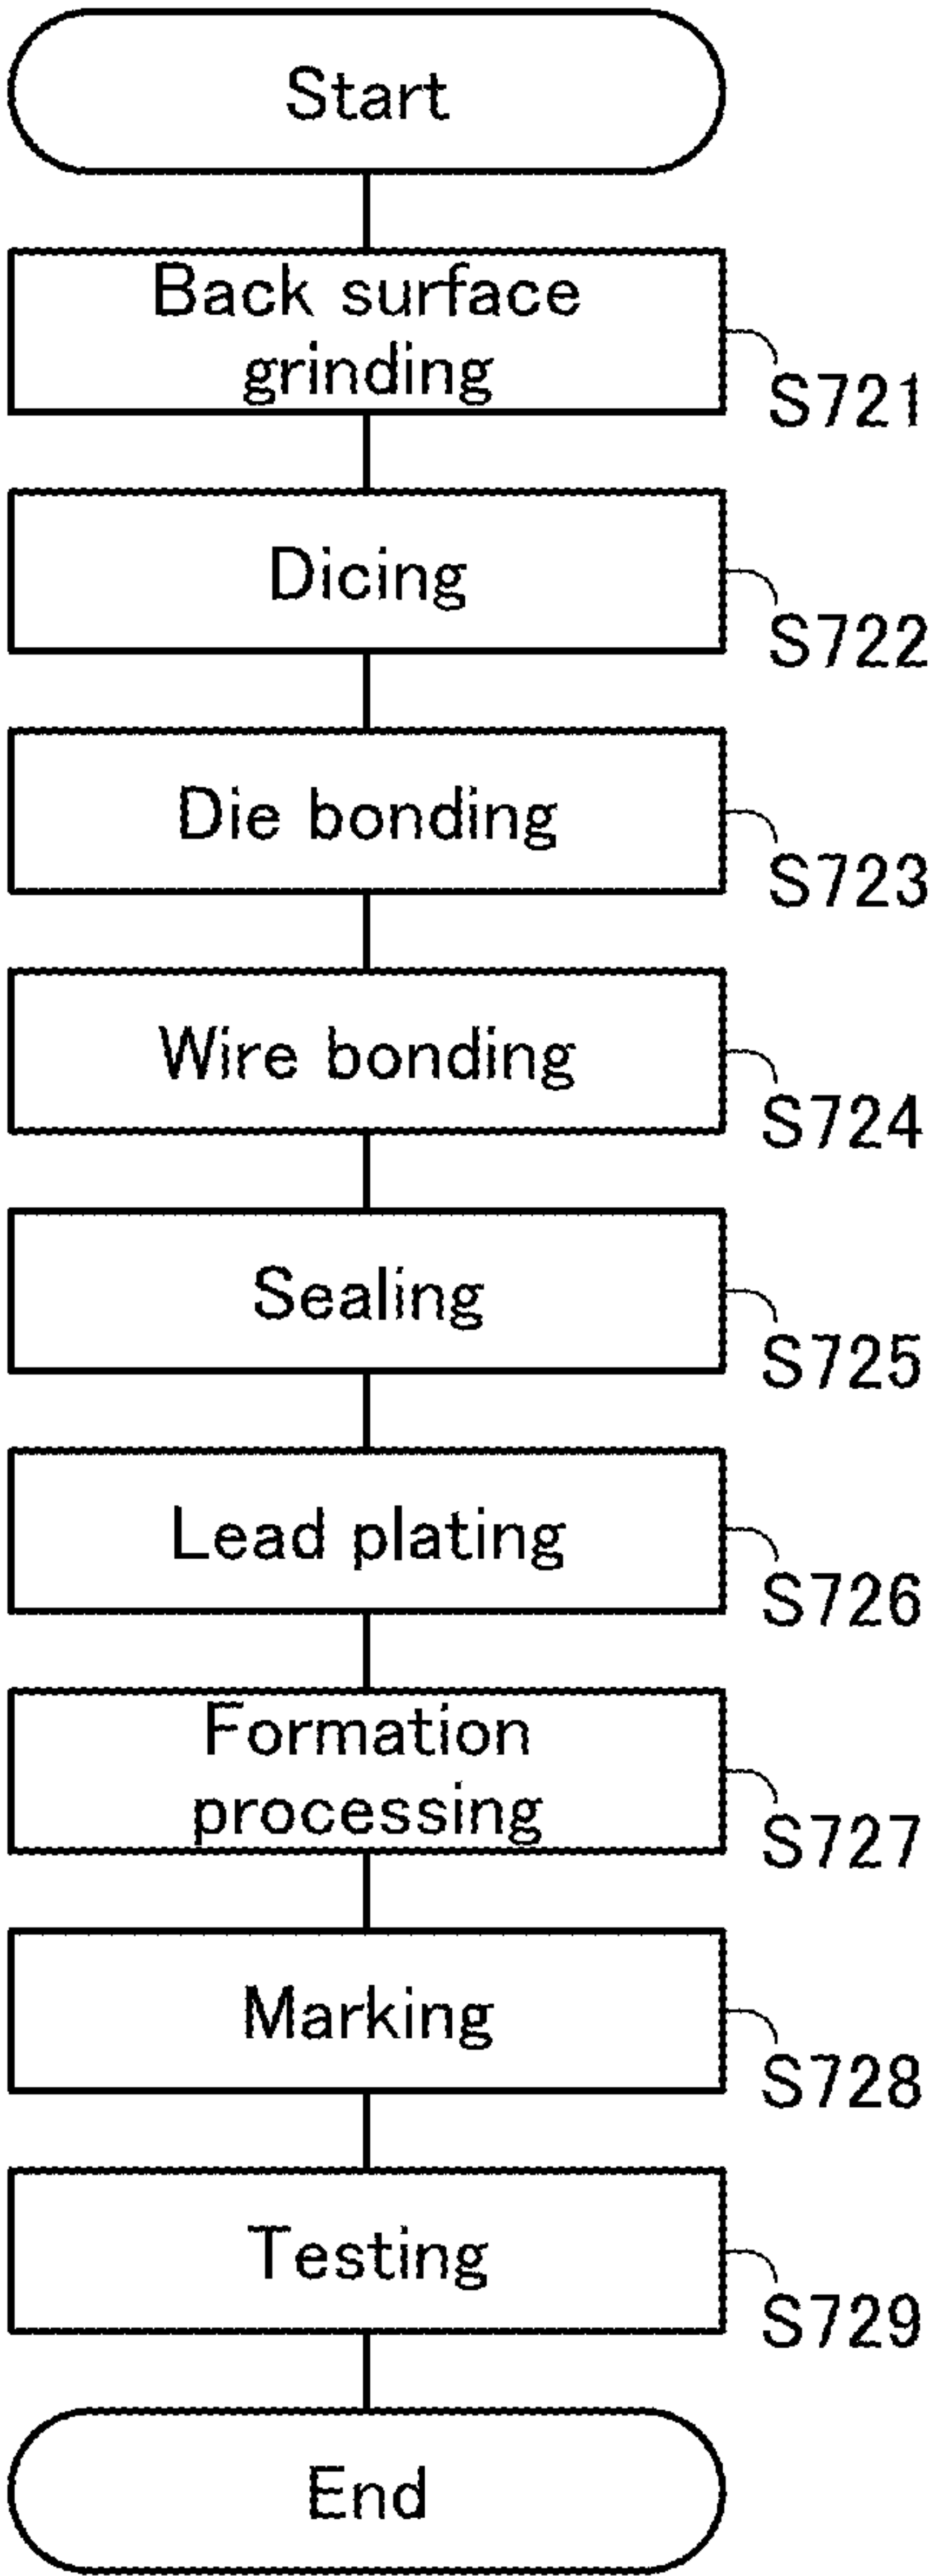 Start
Back surface
grinding
S721
Dicing
S722
Die bonding
S723
Wire bonding
S724
Sealing
S725
Lead plating
S726
Formation
processing
S727
Marking
S728
Testing
S729
End